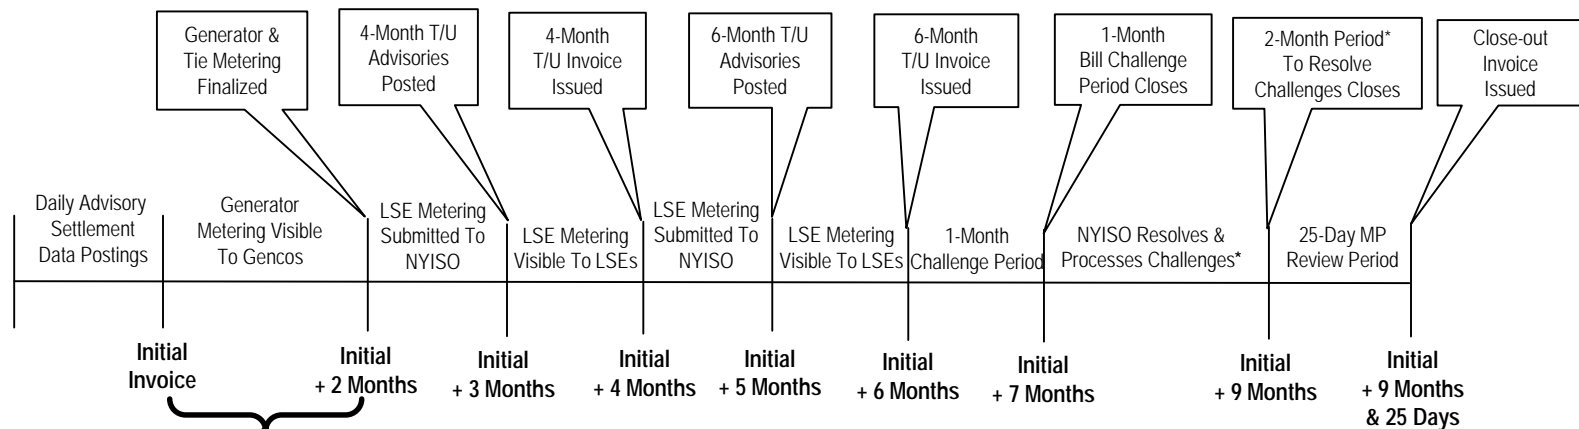 Generator &
Tie Metering
Finalized
4-Month T/U
Advisories
Posted
4-Month
T/U Invoice
Issued
6-Month T/U
Advisories
Posted
6-Month
T/U Invoice
Issued
1-Month
Bill Challenge
Period Closes
2-Month Period*
To Resolve
Challenges Closes
Close-out
Invoice
Issued
Daily Advisory
Settlement
Data Postings
Generator
Metering Visible
To Gencos
LSE Metering
Submitted To
NYISO
LSE Metering
Visible To LSEs
LSE Metering
Submitted To
NYISO
LSE Metering
Visible To LSEs
1-Month
Challenge Period
NYISO Resolves &
Processes Challenges*
25-Day MP
Review Period
Initial
Invoice
Initial
+ 2 Months
Initial
+ 3 Months
Initial
+ 4 Months
Initial
+ 5 Months
Initial
+ 6 Months
Initial
+ 7 Months
Initial
+ 9 Months
Initial
+ 9 Months
& 25 Days